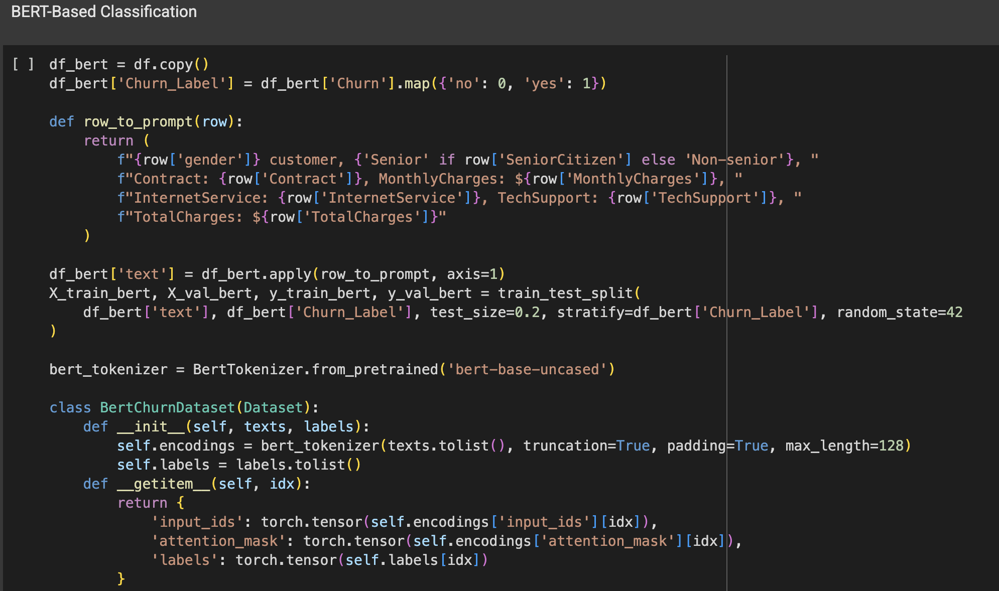 BERT-Based Classification
[ ] df_bert = df.copy()
df_bert['Churn_Label'] = df_bert['Churn'].map({'no': 0, 'yes': 1})
def row_to_prompt(row):
    return (
        f"{row['gender']} customer, {'Senior' if row['SeniorCitizen'] else 'Non-senior'}, "
        f"Contract: {row['Contract']}, MonthlyCharges: ${row['MonthlyCharges']}, "
        f"InternetService: {row['InternetService']}, TechSupport: {row['TechSupport']}, "
        f"TotalCharges: ${row['TotalCharges']}"
    )
df_bert['text'] = df_bert.apply(row_to_prompt, axis=1)
X_train_bert, X_val_bert, y_train_bert, y_val_bert = train_test_split(
    df_bert['text'], df_bert['Churn_Label'], test_size=0.2, stratify=df_bert['Churn_Label'], random_state=42
)
bert_tokenizer = BertTokenizer.from_pretrained('bert-base-uncased')
class BertChurnDataset(Dataset):
    def __init__(self, texts, labels):
        self.encodings = bert_tokenizer(texts.tolist(), truncation=True, padding=True, max_length=128)
        self.labels = labels.tolist()
    def __getitem__(self, idx):
        return {
            'input_ids': torch.tensor(self.encodings['input_ids'][idx]),
            'attention_mask': torch.tensor(self.encodings['attention_mask'][idx]),
            'labels': torch.tensor(self.labels[idx])
        }